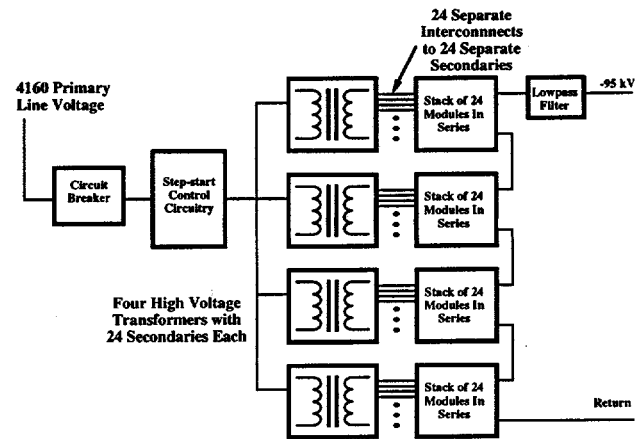 24 Separate
Interconnnects
to 24 Separate
Secondaries
4160 Primary
Line Voltage
Circuit
Breaker
Step-start
Control
Circuitry
Stack of 24
Modules In
Series
Lowpass
Filter
-95 kV
Stack of 24
Modules In
Series
Stack of 24
Modules In
Series
Four High Voltage
Transformers with
24 Secondaries Each
Stack of 24
Modules In
Series
Return